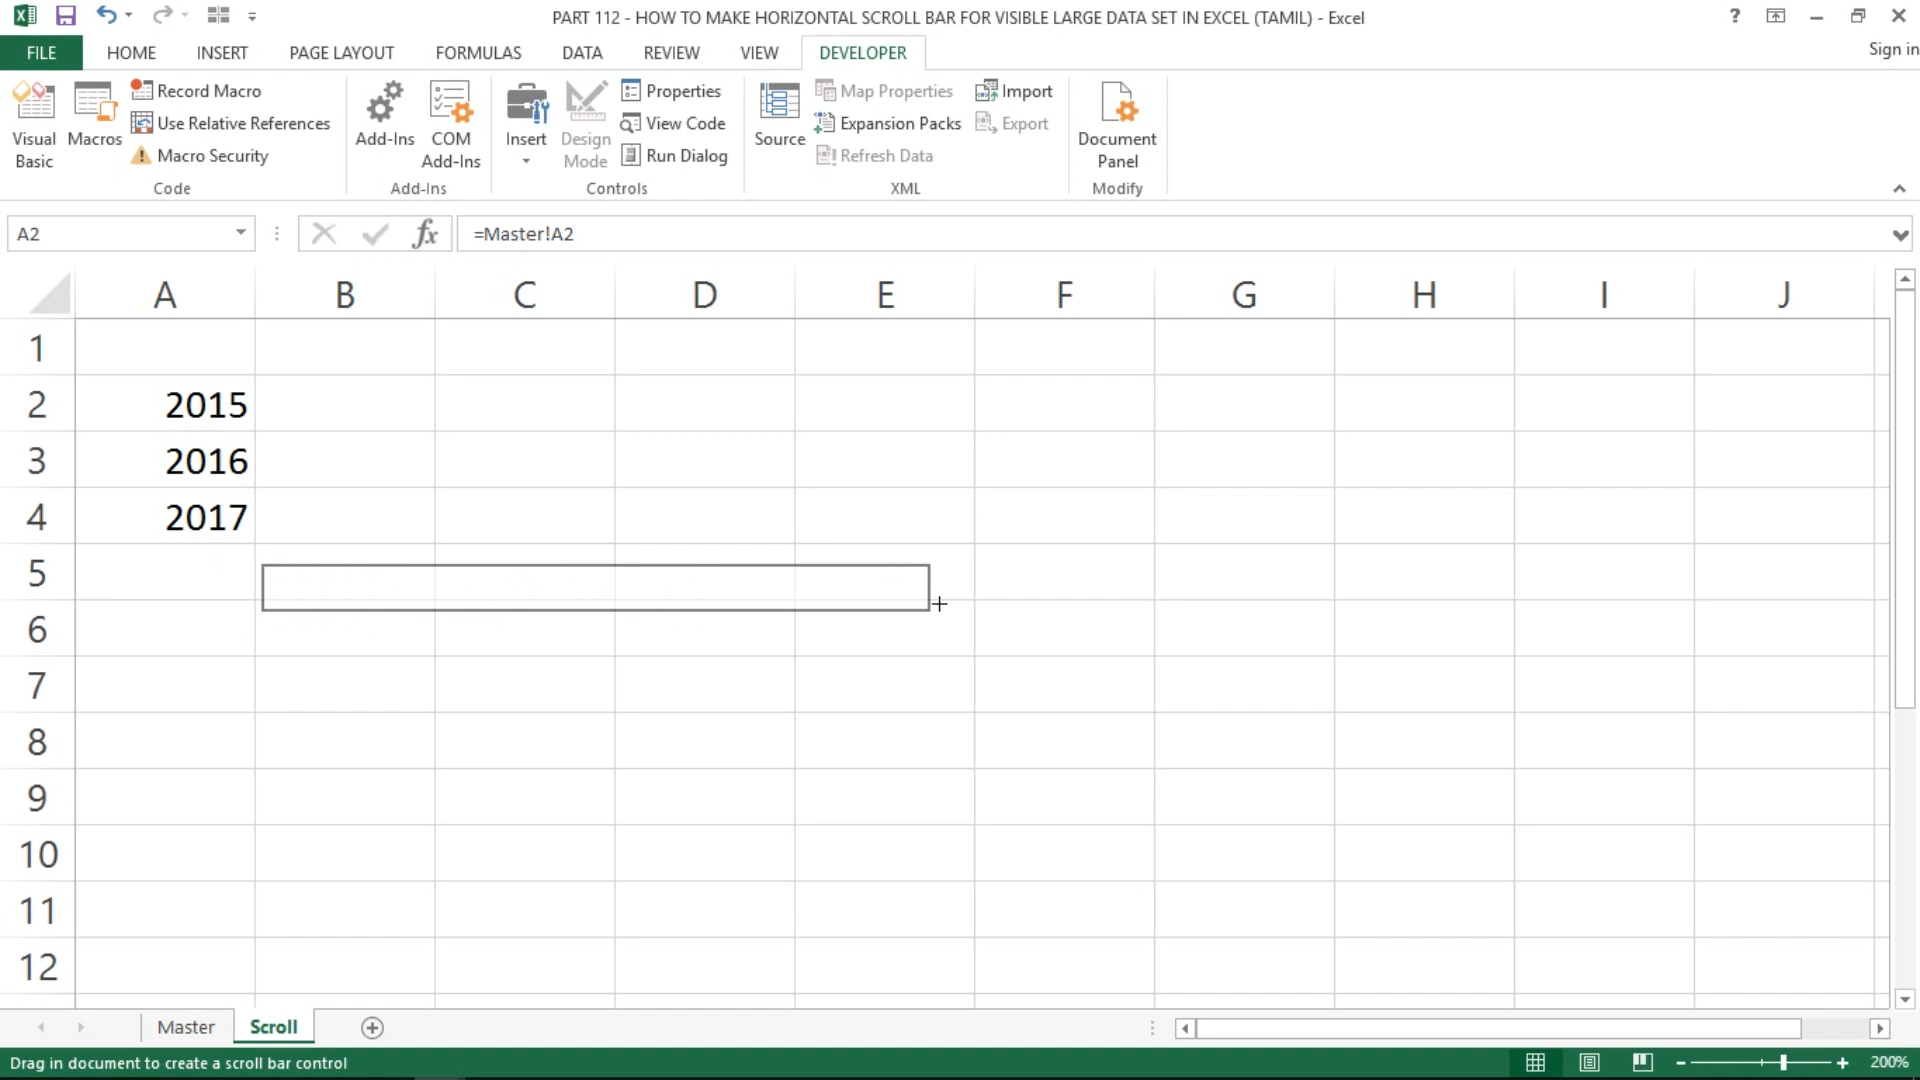 PART 112 - HOW TO MAKE HORIZONTAL SCROLL BAR FOR VISIBLE LARGE DATA SET IN EXCEL (TAMIL) - Excel
?
FILE HOME INSERT PAGE LAYOUT FORMULAS DATA REVIEW VIEW DEVELOPER Sign in
Visual Basic
Macros
Record Macro
Use Relative References
Macro Security
Code
Add-Ins
COM Add-Ins
Add-Ins
Insert
Design Mode
Properties
View Code
Run Dialog
Controls
Source
Map Properties
Expansion Packs
Refresh Data
Import
Export
XML
Document Panel
Modify
A2 fx =Master!A2
A B C D E F G H I J
1
2 2015
3 2016
4 2017
5
6
7
8
9
10
11
12
Master Scroll
Drag in document to create a scroll bar control 200%